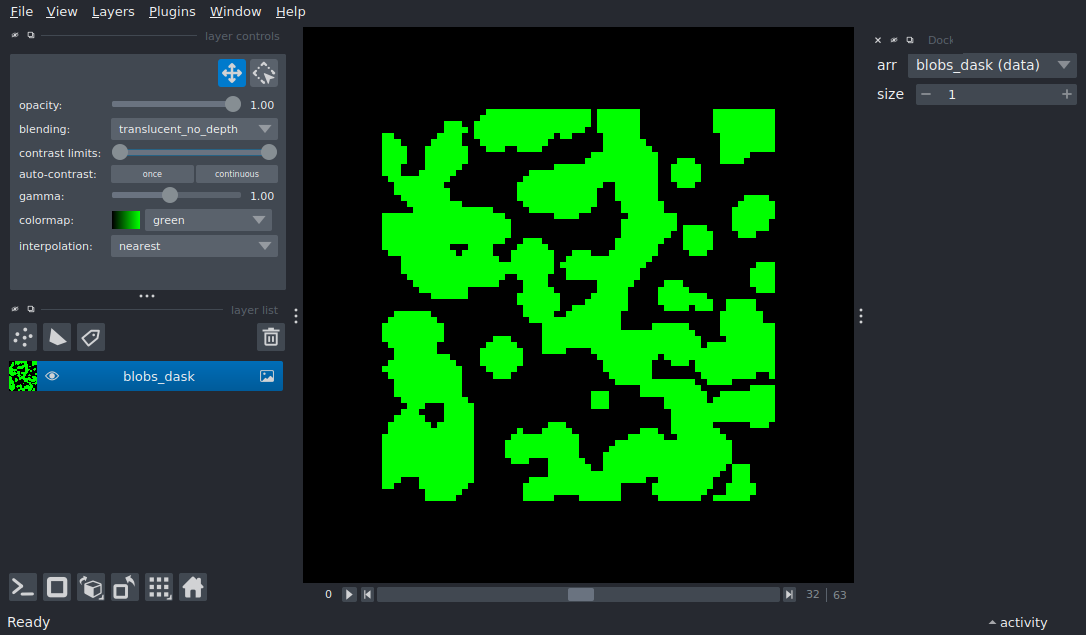 File View Layers Plugins Window Help
layer controls
opacity: 1.00
blending: translucent_no_depth
contrast limits:
auto-contrast: once continuous
gamma: 1.00
colormap: green
interpolation: nearest
layer list
blobs_dask
0 32 63
Ready
Dock
arr blobs_dask (data)
size 1
activity